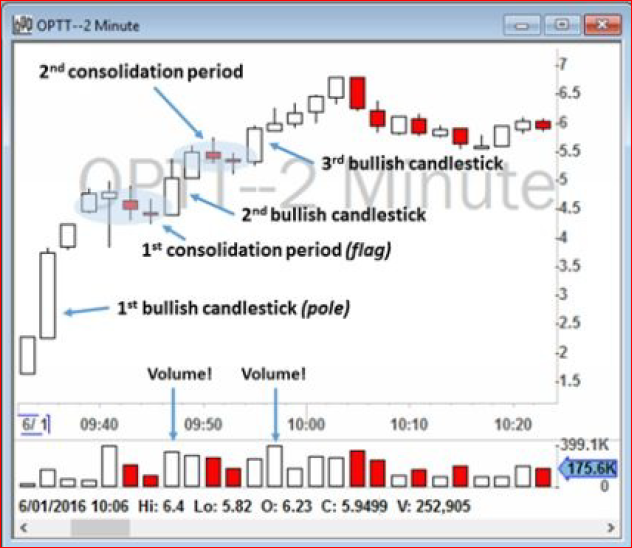 OPTT--2 Minute
2nd consolidation period
7
6.5
6
5.5
5
4.5
4
3.5
3
2.5
2
1.5
OPTT--2 Minute
3rd bullish candlestick
2nd bullish candlestick
1st consolidation period (flag)
1st bullish candlestick (pole)
Volume! Volume!
6/ 1 09:40 09:50 10:00 10:10 10:20
399.1K
175.6K
0
6/01/2016 10:06 Hi: 6.4 Lo: 5.82 O: 6.23 C: 5.9499 V: 252,905